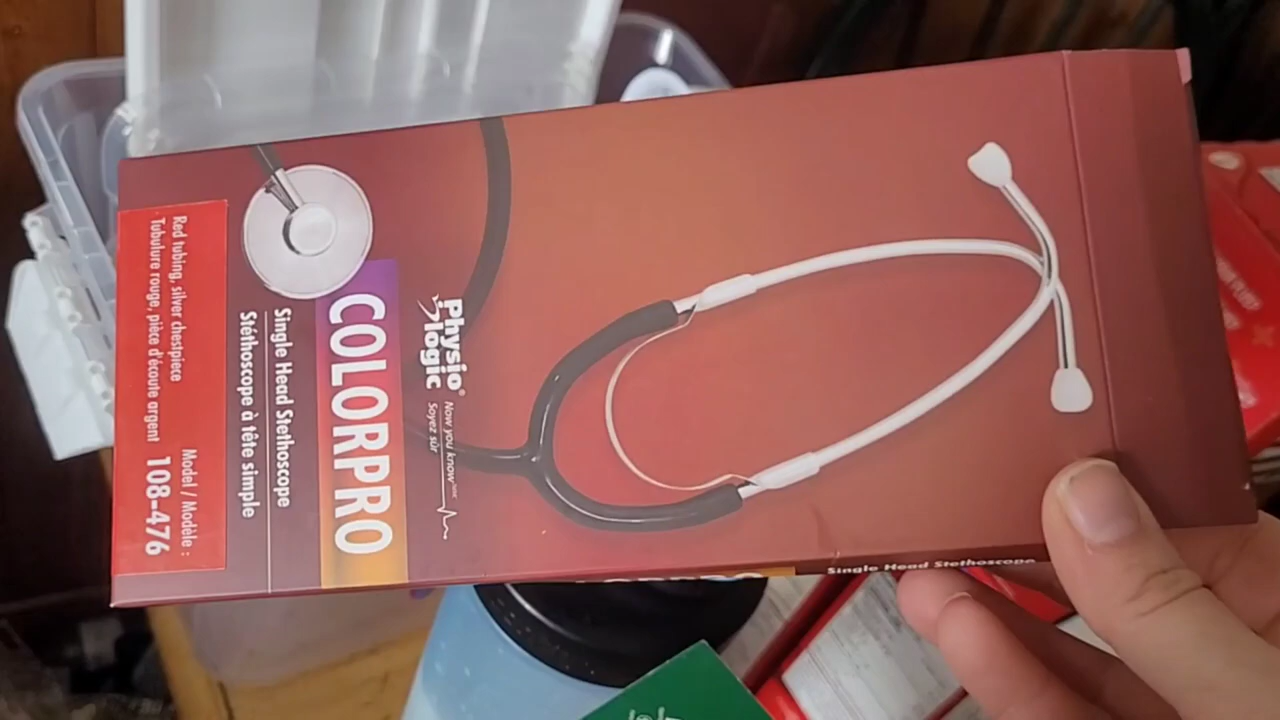 Physio
logic®
Now you know
Soyez sûr
COLORPRO
Single Head Stethoscope
Stéthoscope à tête simple
Red tubing, silver chestpiece
Tubulure rouge, pièce d'écoute argent
Model / Modèle :
108-476
Single Head Stethoscope